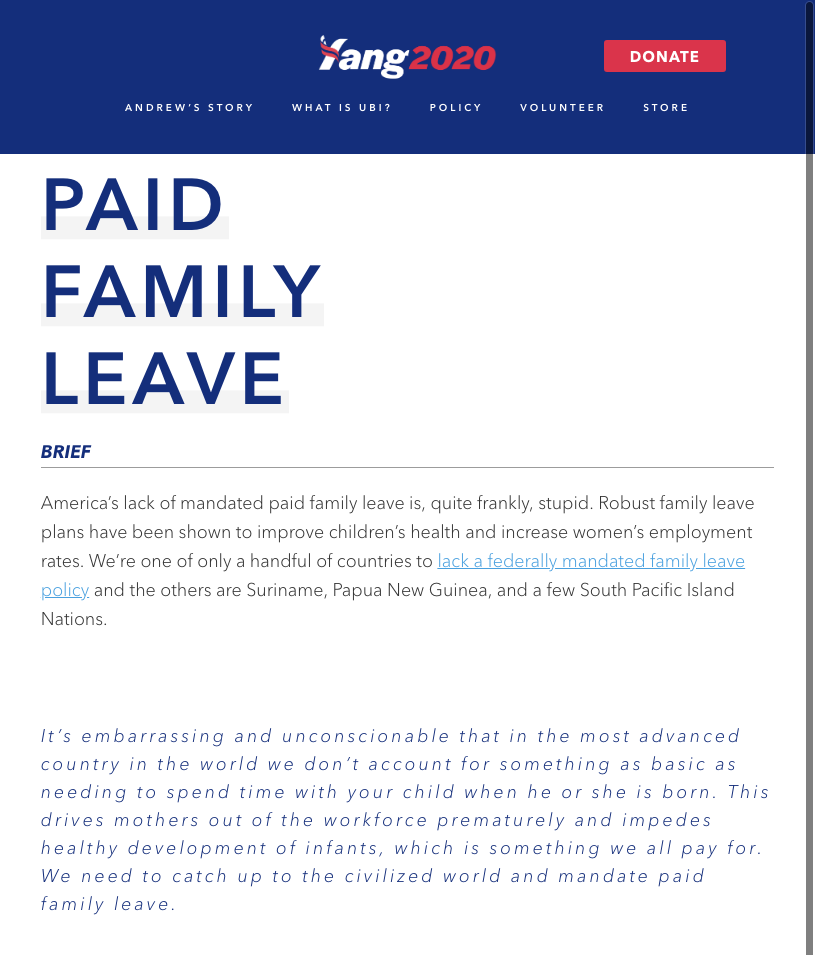 Yang2020
DONATE
ANDREW’S STORY WHAT IS UBI? POLICY VOLUNTEER STORE
PAID
FAMILY
LEAVE
BRIEF
America’s lack of mandated paid family leave is, quite frankly, stupid. Robust family leave
plans have been shown to improve children’s health and increase women’s employment
rates. We’re one of only a handful of countries to lack a federally mandated family leave
policy and the others are Suriname, Papua New Guinea, and a few South Pacific Island
Nations.
It’s embarrassing and unconscionable that in the most advanced
country in the world we don’t account for something as basic as
needing to spend time with your child when he or she is born. This
drives mothers out of the workforce prematurely and impedes
healthy development of infants, which is something we all pay for.
We need to catch up to the civilized world and mandate paid
family leave.